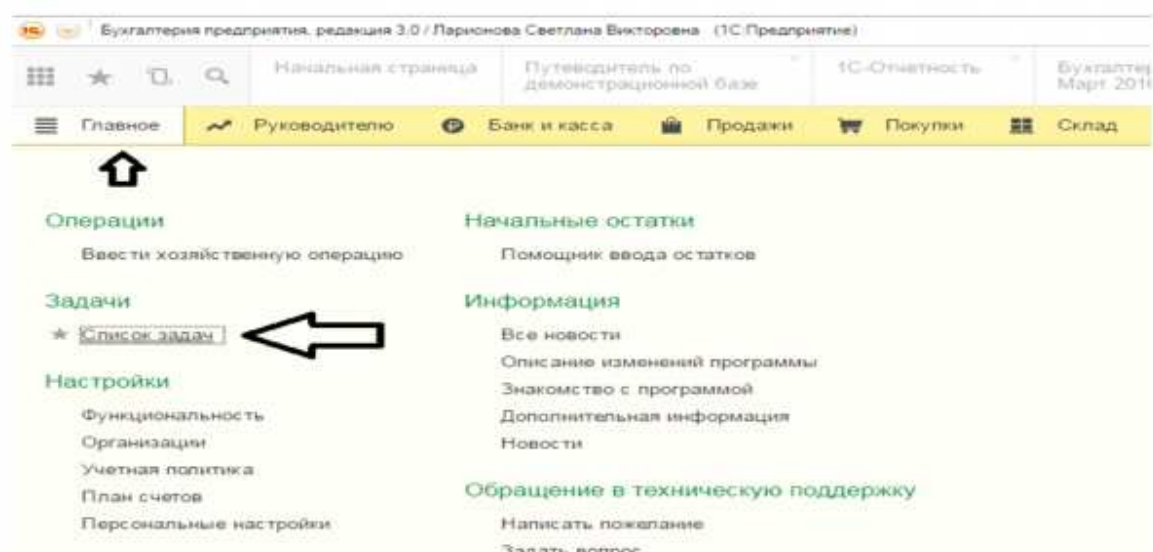 1С Бухгалтерия предприятия, редакция 3.0 / Ларионова Светлана Викторовна (1С:Предприятие)
Начальная страница
Путеводитель по
демонстрационной базе
1С-Отчетность
Март 201
Главное Руководителю Банк и касса Продажи Покупки Склад
Операции
Ввести хозяйственную операцию
Задачи
Список задач
Настройки
Функциональность
Организации
Учетная политика
План счетов
Персональные настройки
Начальные остатки
Помощник ввода остатков
Информация
Все новости
Описание изменений программы
Знакомство с программой
Дополнительная информация
Новости
Обращение в техническую поддержку
Написать пожелание
Задать вопрос